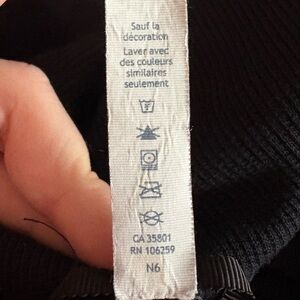 Sauf la
décoration
Laver avec
des couleurs
similaires
seulement
CA 35801
RN 106259
N6